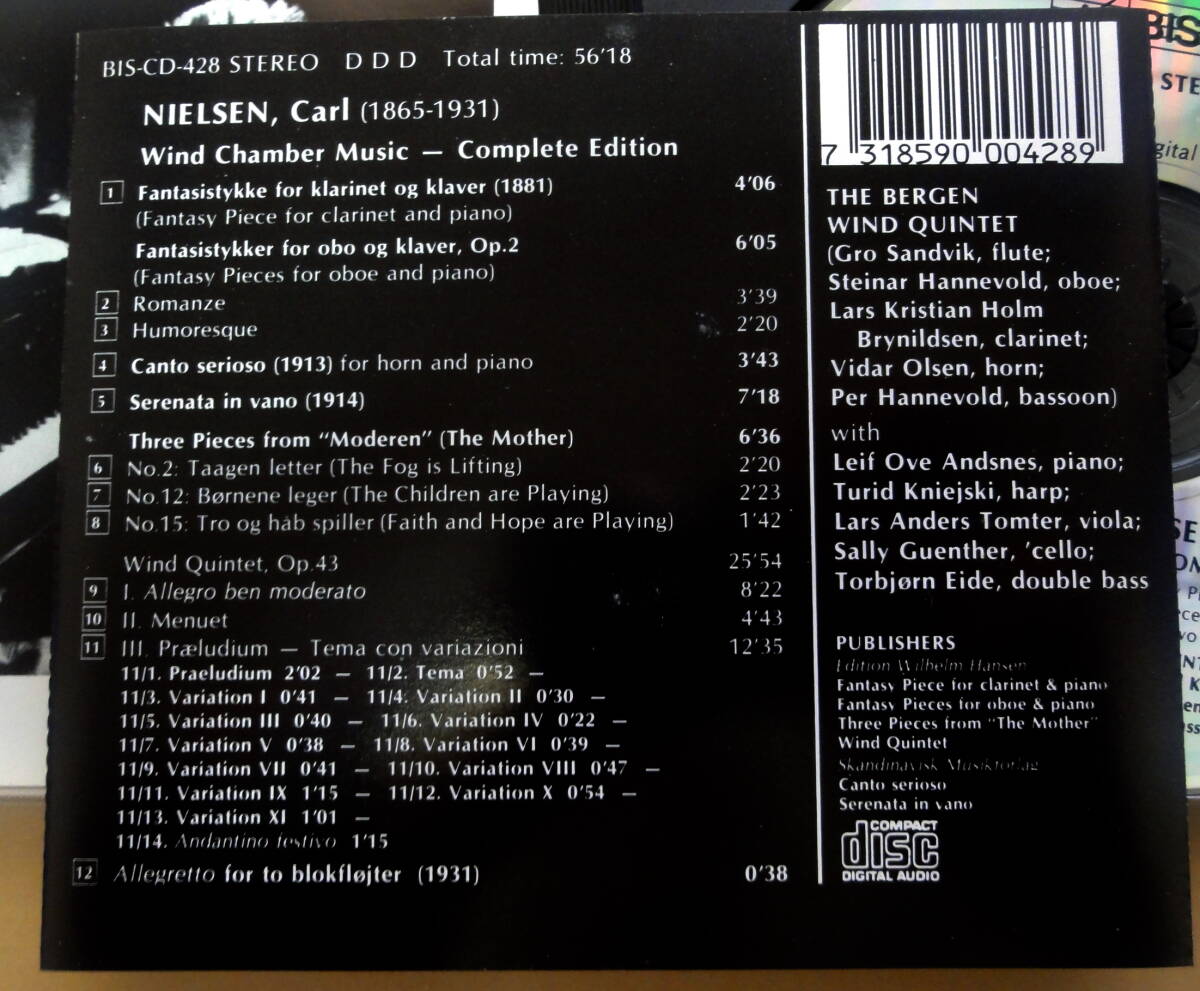 BIS-CD-428 STEREO D D D Total time: 56'18
NIELSEN, Carl (1865-1931)
Wind Chamber Music — Complete Edition
1 Fantasistykke for klarinet og klaver (1881) 4'06
(Fantasy Piece for clarinet and piano)
Fantasistykker for obo og klaver, Op.2 6'05
(Fantasy Pieces for oboe and piano)
2 Romanze 3'39
3 Humoresque 2'20
4 Canto serioso (1913) for horn and piano 3'43
5 Serenata in vano (1914) 7'18
Three Pieces from "Moderen" (The Mother) 6'36
6 No.2: Taagen letter (The Fog is Lifting) 2'20
7 No.12: Børnene leger (The Children are Playing) 2'23
8 No.15: Tro og håb spiller (Faith and Hope are Playing) 1'42
Wind Quintet, Op.43 25'54
9 I. Allegro ben moderato 8'22
10 II. Menuet 4'43
11 III. Præludium — Tema con variazioni 12'35
11/1. Praeludium 2'02 — 11/2. Tema 0'52 —
11/3. Variation I 0'41 — 11/4. Variation II 0'30 —
11/5. Variation III 0'40 — 11/6. Variation IV 0'22 —
11/7. Variation V 0'38 — 11/8. Variation VI 0'39 —
11/9. Variation VII 0'41 — 11/10. Variation VIII 0'47 —
11/11. Variation IX 1'15 — 11/12. Variation X 0'54 —
11/13. Variation XI 1'01 —
11/14. Andantino festivo 1'15
12 Allegretto for to blokfløjter (1931) 0'38
7 318590 004289
THE BERGEN
WIND QUINTET
(Gro Sandvik, flute;
Steinar Hannevold, oboe;
Lars Kristian Holm
Brynildsen, clarinet;
Vidar Olsen, horn;
Per Hannevold, bassoon)
with
Leif Ove Andsnes, piano;
Turid Kniejski, harp;
Lars Anders Tomter, viola;
Sally Guenther, 'cello;
Torbjørn Eide, double bass
PUBLISHERS
Edition Wilhelm Hansen
Fantasy Piece for clarinet & piano
Fantasy Pieces for oboe & piano
Three Pieces from "The Mother"
Wind Quintet
Skandinavisk Musikforlag
Canto serioso
Serenata in vano
COMPACT
disc
DIGITAL AUDIO
BIS